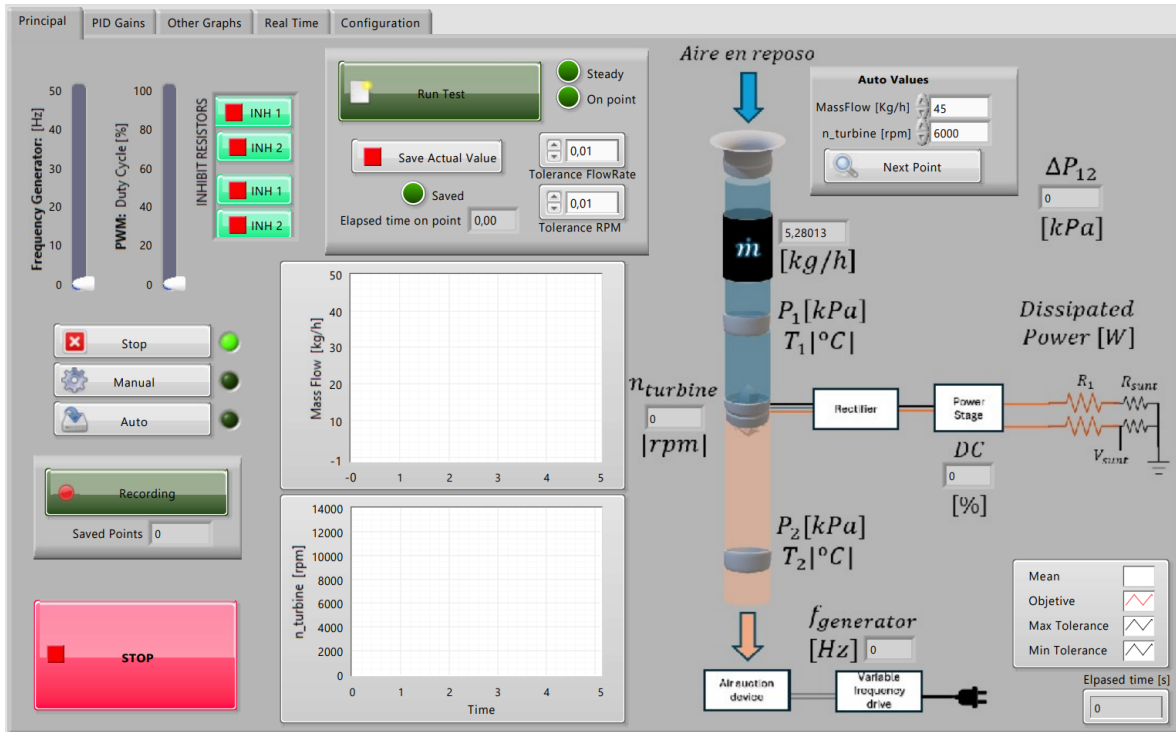 Principal
PID Gains
Other Graphs
Real Time
Configuration
Frequency Generator: [Hz]
50
40
30
20
10
0
PWM: Duty Cycle [%]
100
80
60
40
20
0
INHIBIT RESISTORS
INH 1
INH 2
INH 1
INH 2
Run Test
Steady
On point
Save Actual Value
0,01
Tolerance FlowRate
Saved
Elapsed time on point 0,00
0,01
Tolerance RPM
Stop
Manual
Auto
Recording
Saved Points 0
STOP
Mass Flow [kg/h]
50
40
30
20
10
-1
-0 1 2 3 4 5
n_turbine [rpm]
14000
12000
10000
8000
6000
4000
2000
0
0 1 2 3 4 5
Time
Aire en reposo
Auto Values
MassFlow [Kg/h] 45
n_turbine [rpm] 6000
Next Point
ΔP12
0
[kPa]
ṁ
5,28013
[kg/h]
P1[kPa]
T1|ºC|
Dissipated
Power [W]
nturbine
0
|rpm|
Rectifier
Power
Stage
R1
Rsunt
Vsunt
DC
0
[%]
P2[kPa]
T2|ºC|
fgenerator
[Hz] 0
Air suction
device
Variable
frequency
drive
Mean
Objetive
Max Tolerance
Min Tolerance
Elpased time [s]
0